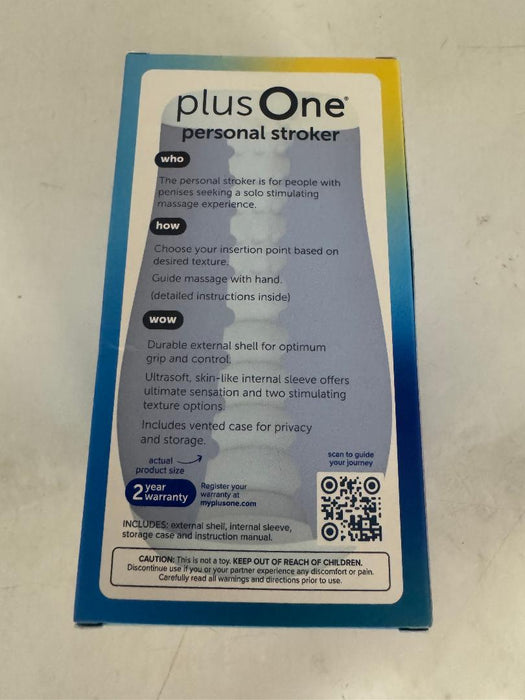 plusOne®
personal stroker
who
The personal stroker is for people with
penises seeking a solo stimulating
massage experience.
how
Choose your insertion point based on
desired texture.
Guide massage with hand.
(detailed instructions inside)
wow
Durable external shell for optimum
grip and control.
Ultrasoft, skin-like internal sleeve offers
ultimate sensation and two stimulating
texture options.
Includes vented case for privacy
and storage.
actual
product size
scan to guide
your journey
2 year
warranty
Register your
warranty at
myplusone.com
INCLUDES: external shell, internal sleeve,
storage case and instruction manual.
CAUTION: This is not a toy. KEEP OUT OF REACH OF CHILDREN.
Discontinue use if you or your partner experience any discomfort or pain.
Carefully read all warnings and directions prior to use.